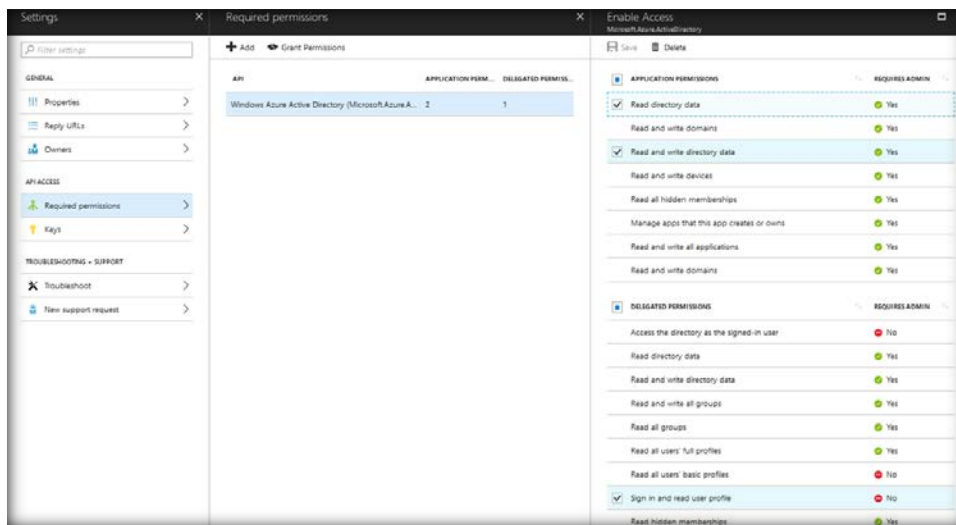 Settings
Filter settings
GENERAL
Properties
Reply URLs
Owners
API ACCESS
Required permissions
Keys
TROUBLESHOOTING + SUPPORT
Troubleshoot
New support request
Required permissions
Add Grant Permissions
API APPLICATION PERM... DELEGATED PERMISS...
Windows Azure Active Directory (Microsoft.Azure.A... 2 1
Enable Access
Microsoft.Azure.ActiveDirectory
Save Delete
APPLICATION PERMISSIONS REQUIRES ADMIN
Read directory data Yes
Read and write domains Yes
Read and write directory data Yes
Read and write devices Yes
Read all hidden memberships Yes
Manage apps that this app creates or owns Yes
Read and write all applications Yes
Read and write domains Yes
DELEGATED PERMISSIONS REQUIRES ADMIN
Access the directory as the signed-in user No
Read directory data Yes
Read and write directory data Yes
Read and write all groups Yes
Read all groups Yes
Read all users' full profiles Yes
Read all users' basic profiles No
Sign in and read user profile No
Read hidden memberships Yes